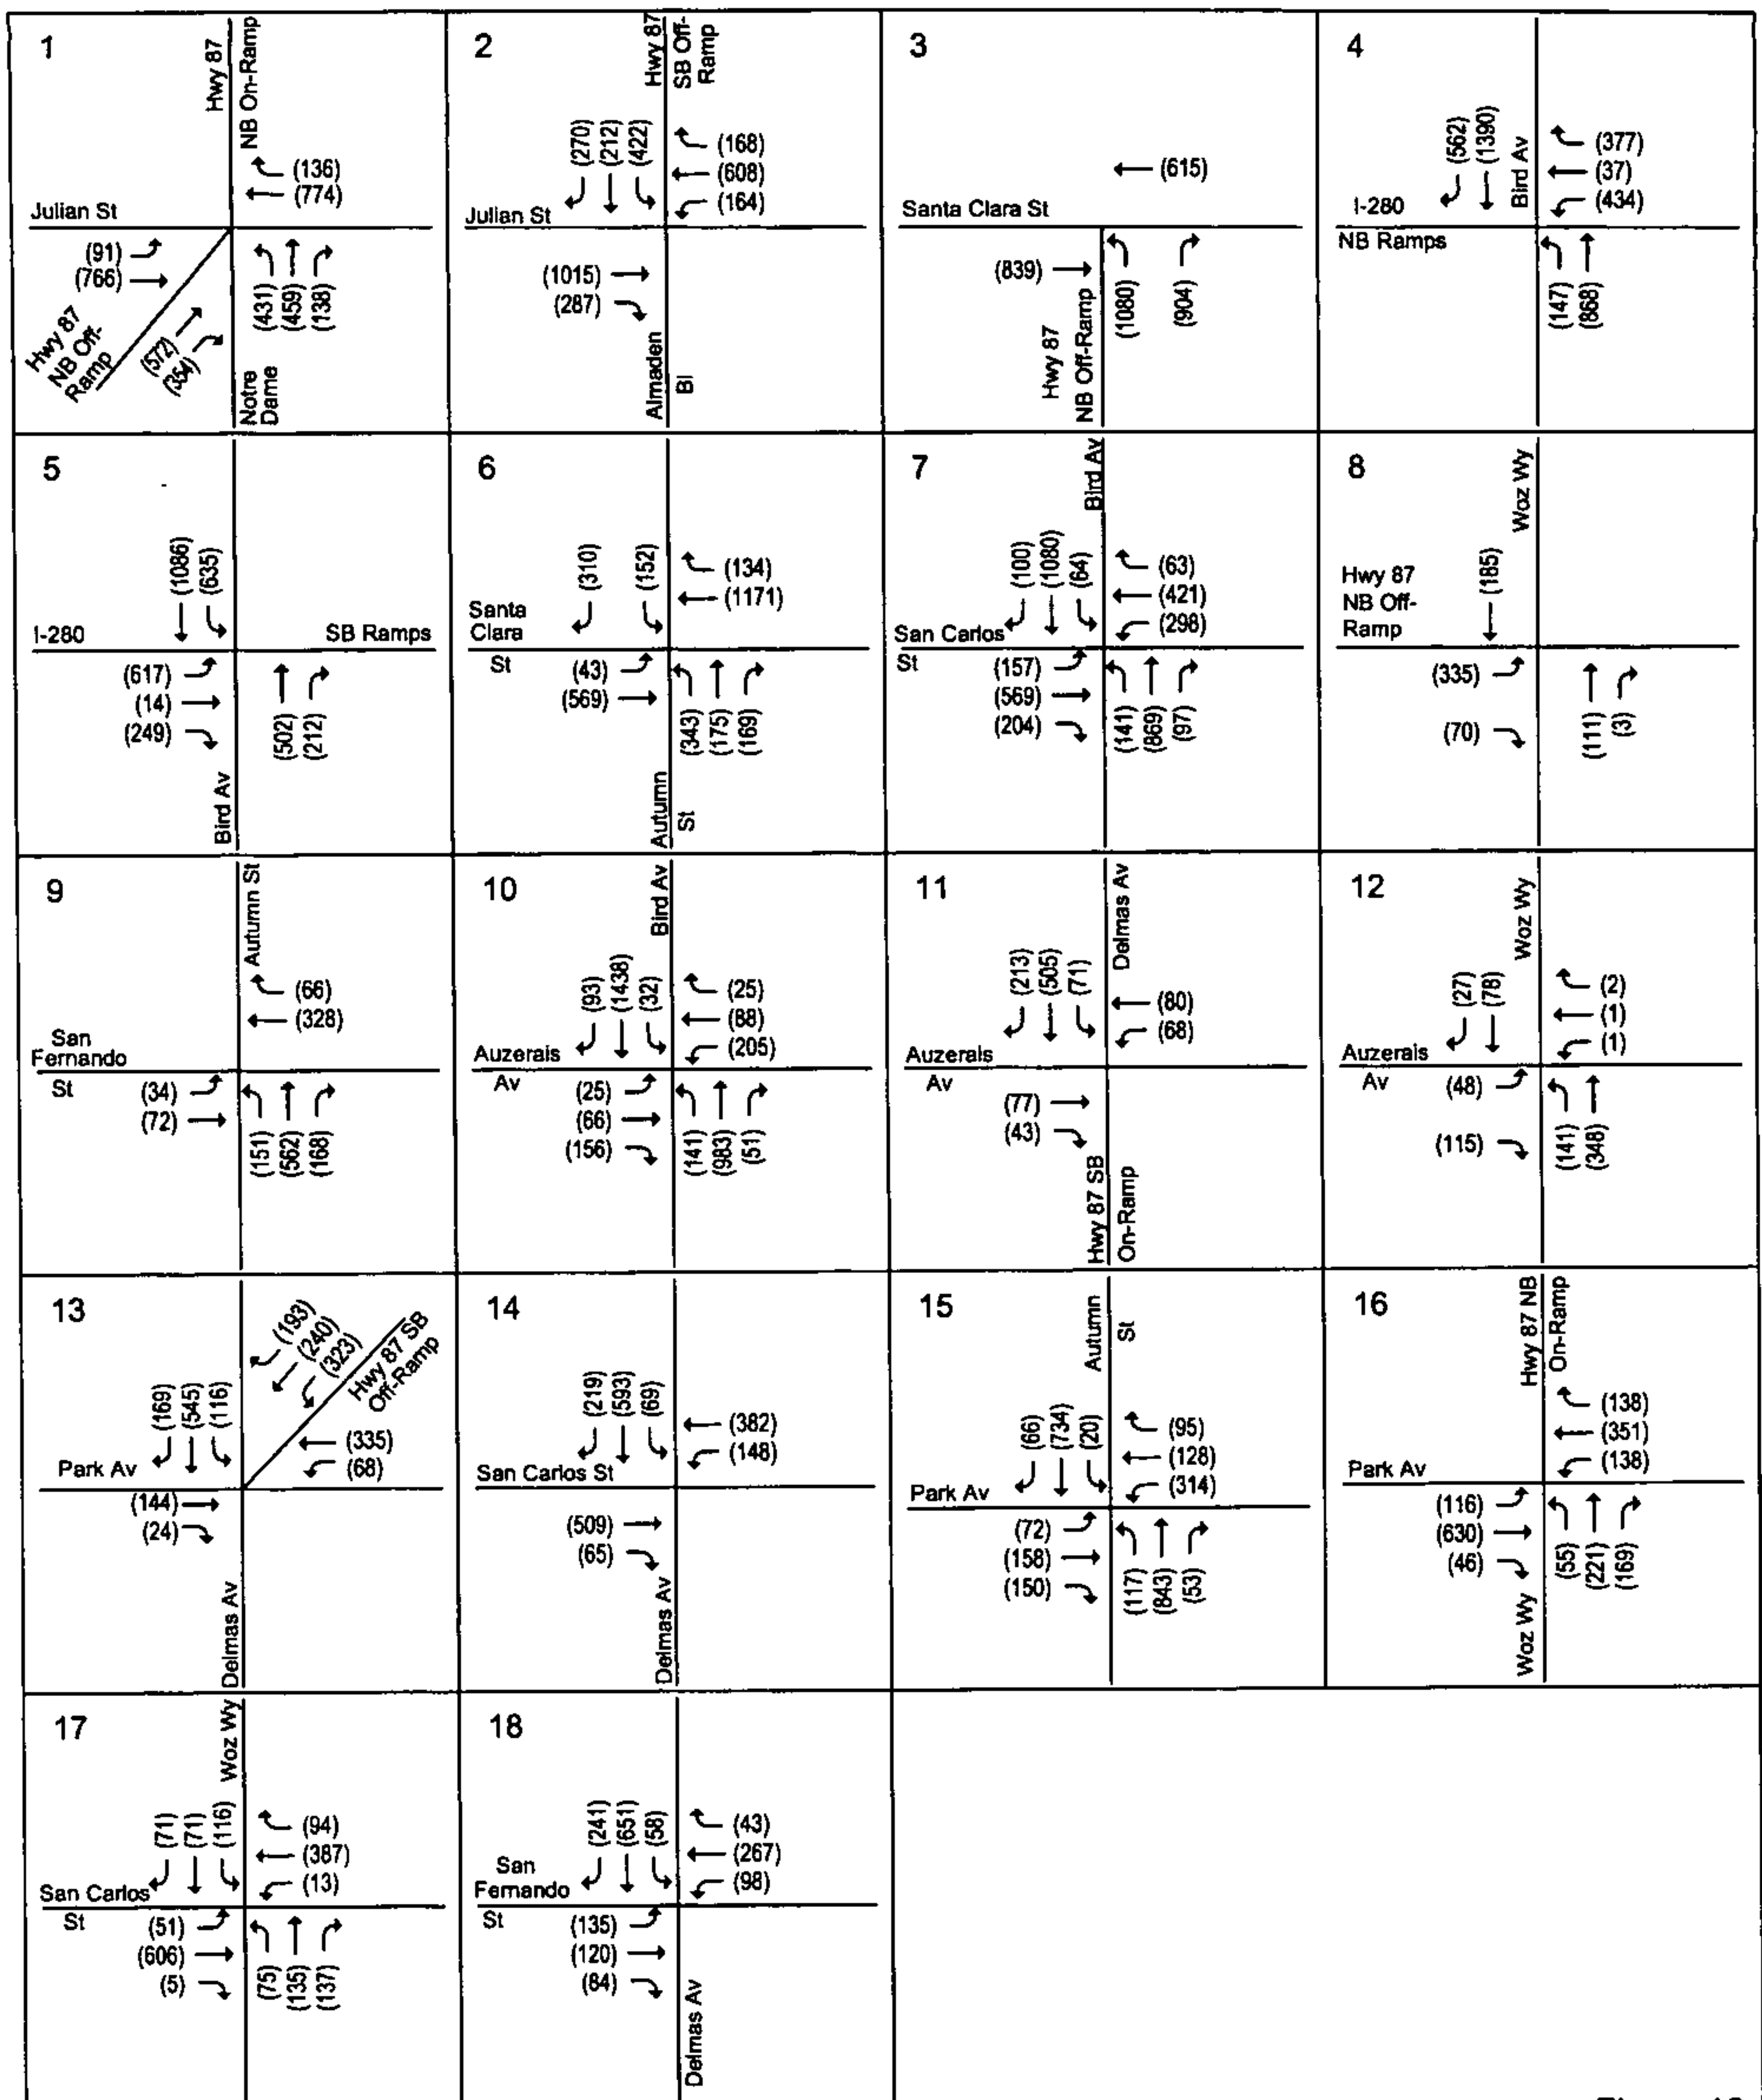 1
Hwy 87
NB On-Ramp
(136)
(774)
Julian St
(91)
(766)
Hwy 87
NB Off-
Ramp
(572)
(354)
(431)
(459)
(138)
Notre
Dame
2
Hwy 87
SB Off-
Ramp
(270)
(212)
(422)
(168)
(608)
(164)
Julian St
(1015)
(287)
Almaden
Bl
3
(615)
Santa Clara St
(839)
Hwy 87
NB Off-Ramp
(1080)
(904)
4
(562)
(1390)
Bird Av
(377)
(37)
(434)
I-280
NB Ramps
(147)
(868)
5
(1086)
(635)
I-280
SB Ramps
(617)
(14)
(249)
(502)
(212)
Bird Av
6
(310)
(152)
(134)
(1171)
Santa
Clara
St
(43)
(569)
(343)
(175)
(169)
Autumn
St
7
Bird Av
(100)
(1080)
(64)
(63)
(421)
(298)
San Carlos
St
(157)
(569)
(204)
(141)
(869)
(97)
8
Woz Wy
(185)
Hwy 87
NB Off-
Ramp
(335)
(70)
(111)
(3)
9
Autumn St
(66)
(328)
San
Fernando
St
(34)
(72)
(151)
(562)
(168)
10
Bird Av
(93)
(1438)
(32)
(25)
(88)
(205)
Auzerais
Av
(25)
(66)
(156)
(141)
(983)
(51)
11
Delmas Av
(213)
(505)
(71)
(80)
(68)
Auzerais
Av
(77)
(43)
Hwy 87 SB
On-Ramp
12
Woz Wy
(27)
(78)
(2)
(1)
(1)
Auzerais
Av
(48)
(115)
(141)
(348)
13
(193)
(240)
(323)
Hwy 87 SB
Off-Ramp
(169)
(545)
(116)
(335)
(68)
Park Av
(144)
(24)
Delmas Av
14
(219)
(593)
(69)
(382)
(148)
San Carlos St
(509)
(65)
Delmas Av
15
Autumn
St
(66)
(734)
(20)
(95)
(128)
(314)
Park Av
(72)
(158)
(150)
(117)
(843)
(53)
16
Hwy 87 NB
On-Ramp
(138)
(351)
(138)
Park Av
(116)
(630)
(46)
(55)
(221)
(169)
Woz Wy
17
Woz Wy
(71)
(71)
(116)
(94)
(387)
(13)
San Carlos
St
(51)
(606)
(5)
(75)
(135)
(137)
18
(241)
(651)
(58)
(43)
(267)
(98)
San
Fernando
St
(135)
(120)
(84)
Delmas Av